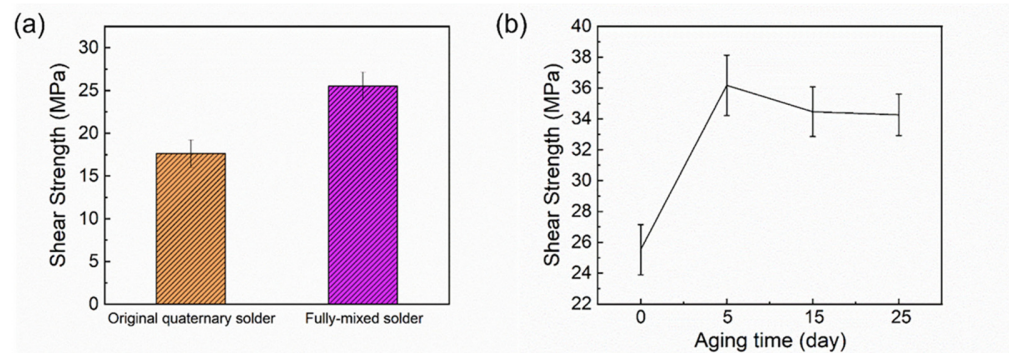 (a)
Shear Strength (MPa)
30
25
20
15
10
5
0
Original quaternary solder
Fully-mixed solder
(b)
Shear Strength (MPa)
40
38
36
34
32
30
28
26
24
22
0 5 15 25
Aging time (day)